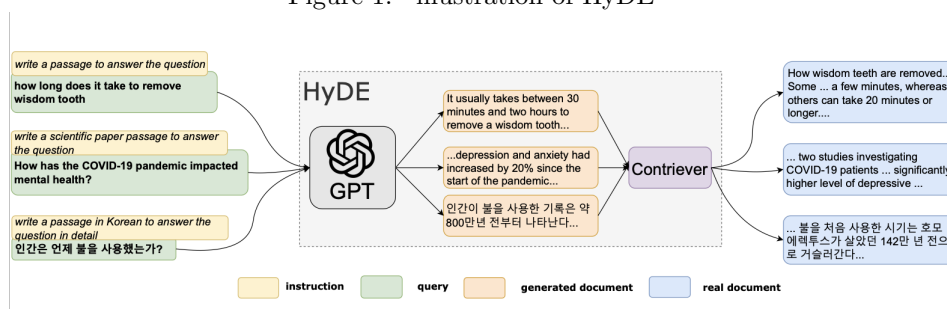 Figure 1: Illustration of HyDE
write a passage to answer the question
how long does it take to remove
wisdom tooth
write a scientific paper passage to answer
the question
How has the COVID-19 pandemic impacted
mental health?
write a passage in Korean to answer the
question in detail
인간은 언제 불을 사용했는가?
HyDE
GPT
It usually takes between 30
minutes and two hours to
remove a wisdom tooth...
...depression and anxiety had
increased by 20% since the
start of the pandemic...
인간이 불을 사용한 기록은 약
800만년 전부터 나타난다...
Contriever
How wisdom teeth are removed...
Some ... a few minutes, whereas
others can take 20 minutes or
longer....
... two studies investigating
COVID-19 patients ... significantly
higher level of depressive ...
... 불을 처음 사용한 시기는 호모
에렉투스가 살았던 142만 년 전으
로 거슬러간다...
instruction
query
generated document
real document